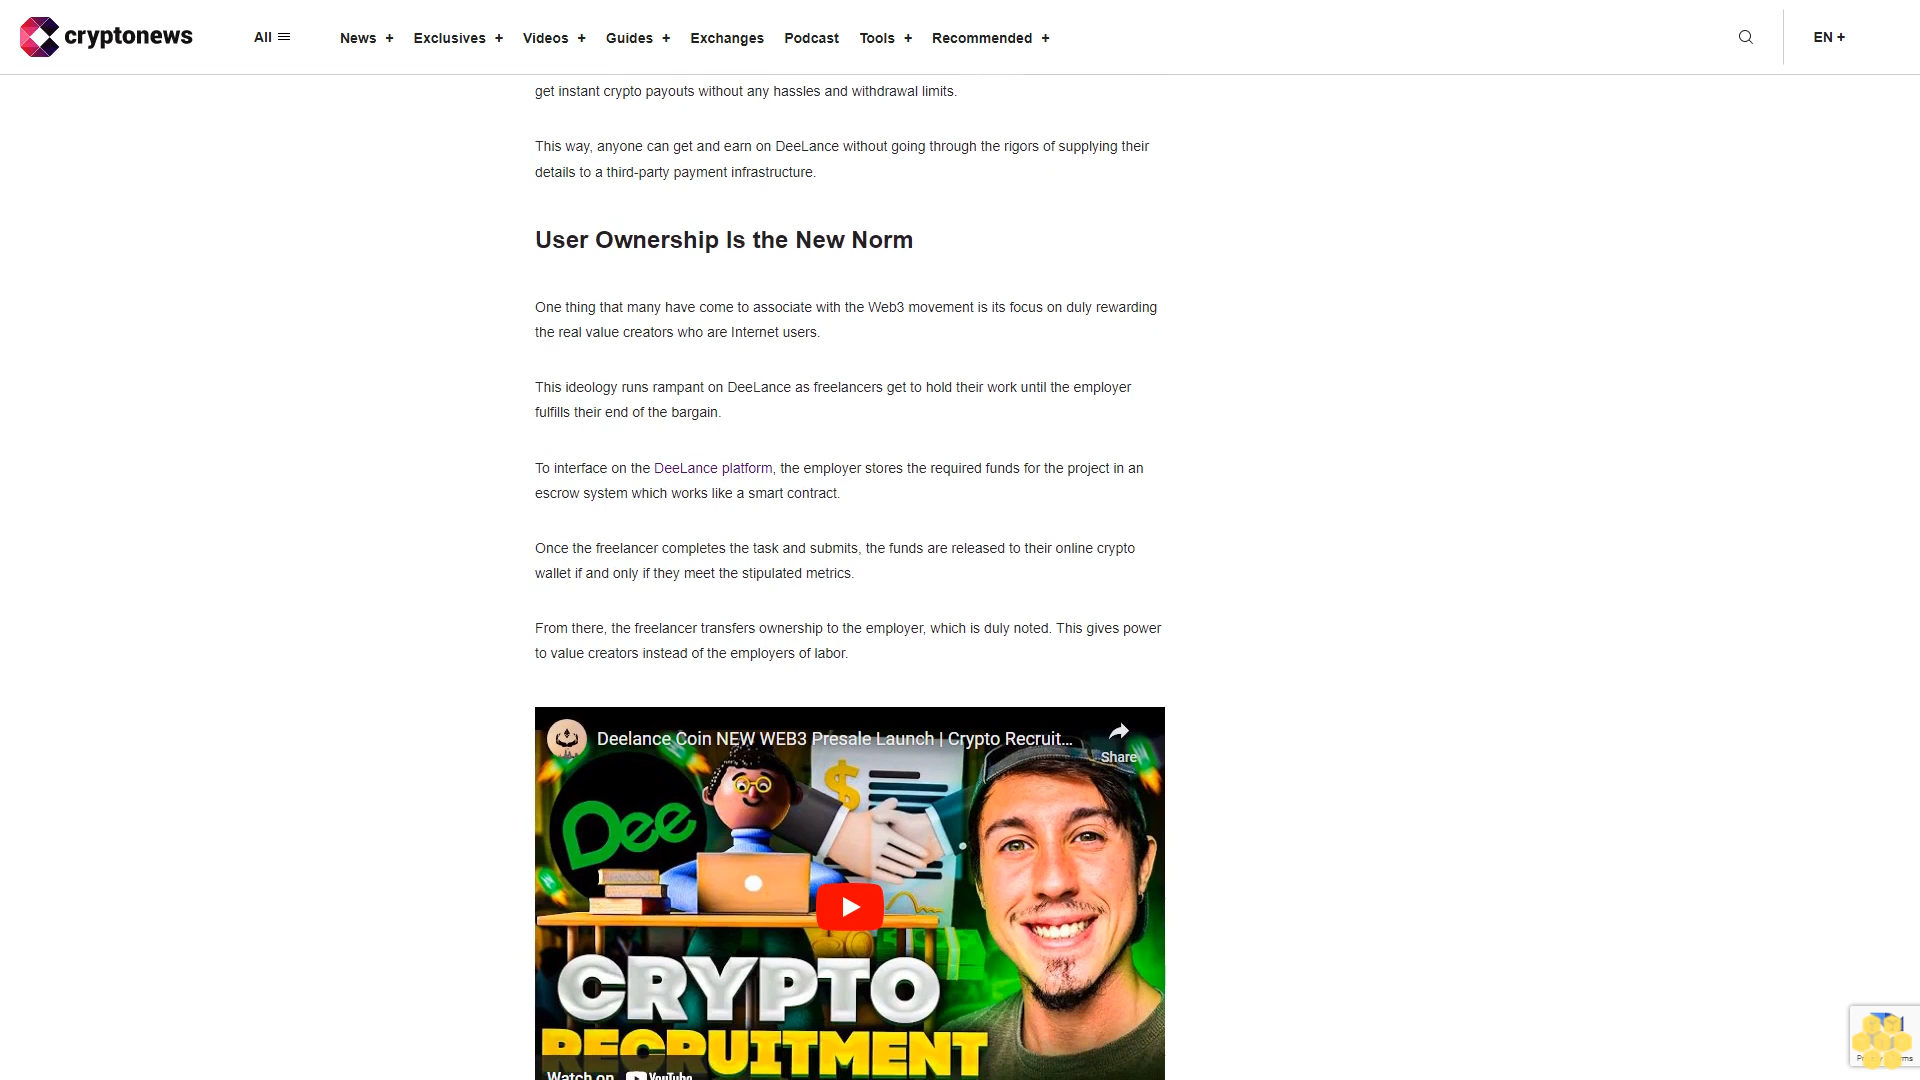 cryptonews
All
News +
Exclusives +
Videos +
Guides +
Exchanges
Podcast
Tools +
Recommended +
EN +
get instant crypto payouts without any hassles and withdrawal limits.
This way, anyone can get and earn on DeeLance without going through the rigors of supplying their
details to a third-party payment infrastructure.
User Ownership Is the New Norm
One thing that many have come to associate with the Web3 movement is its focus on duly rewarding
the real value creators who are Internet users.
This ideology runs rampant on DeeLance as freelancers get to hold their work until the employer
fulfills their end of the bargain.
To interface on the DeeLance platform, the employer stores the required funds for the project in an
escrow system which works like a smart contract.
Once the freelancer completes the task and submits, the funds are released to their online crypto
wallet if and only if they meet the stipulated metrics.
From there, the freelancer transfers ownership to the employer, which is duly noted. This gives power
to value creators instead of the employers of labor.
Deelance Coin NEW WEB3 Presale Launch | Crypto Recruit...
Share
Dee
CRYPTO
RECRUITMENT
Watch on YouTube